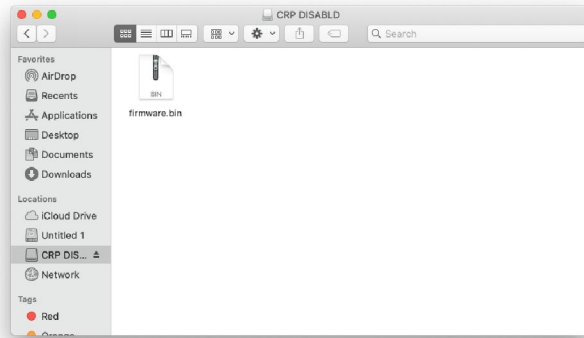 CRP DISABLD
Search
Favorites
AirDrop
Recents
Applications
Desktop
Documents
Downloads
Locations
iCloud Drive
Untitled 1
CRP DIS...
Network
Tags
Red
Orange
BIN
firmware.bin